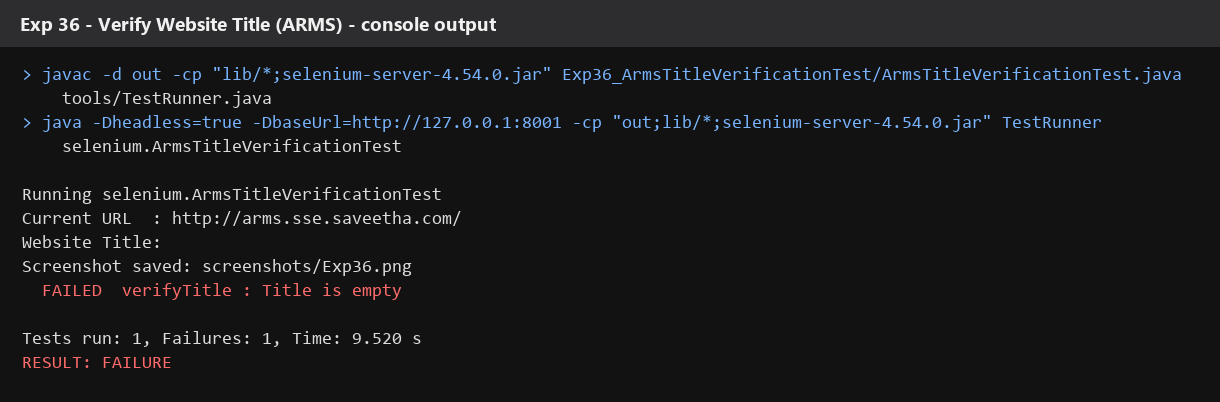 Exp 36 - Verify Website Title (ARMS) - console output
> javac -d out -cp "lib/*;selenium-server-4.54.0.jar" Exp36_ArmsTitleVerificationTest/ArmsTitleVerificationTest.java
tools/TestRunner.java
> java -Dheadless=true -DbaseUrl=http://127.0.0.1:8001 -cp "out;lib/*;selenium-server-4.54.0.jar" TestRunner
selenium.ArmsTitleVerificationTest
Running selenium.ArmsTitleVerificationTest
Current URL  : http://arms.sse.saveetha.com/
Website Title:
Screenshot saved: screenshots/Exp36.png
FAILED  verifyTitle : Title is empty
Tests run: 1, Failures: 1, Time: 9.520 s
RESULT: FAILURE